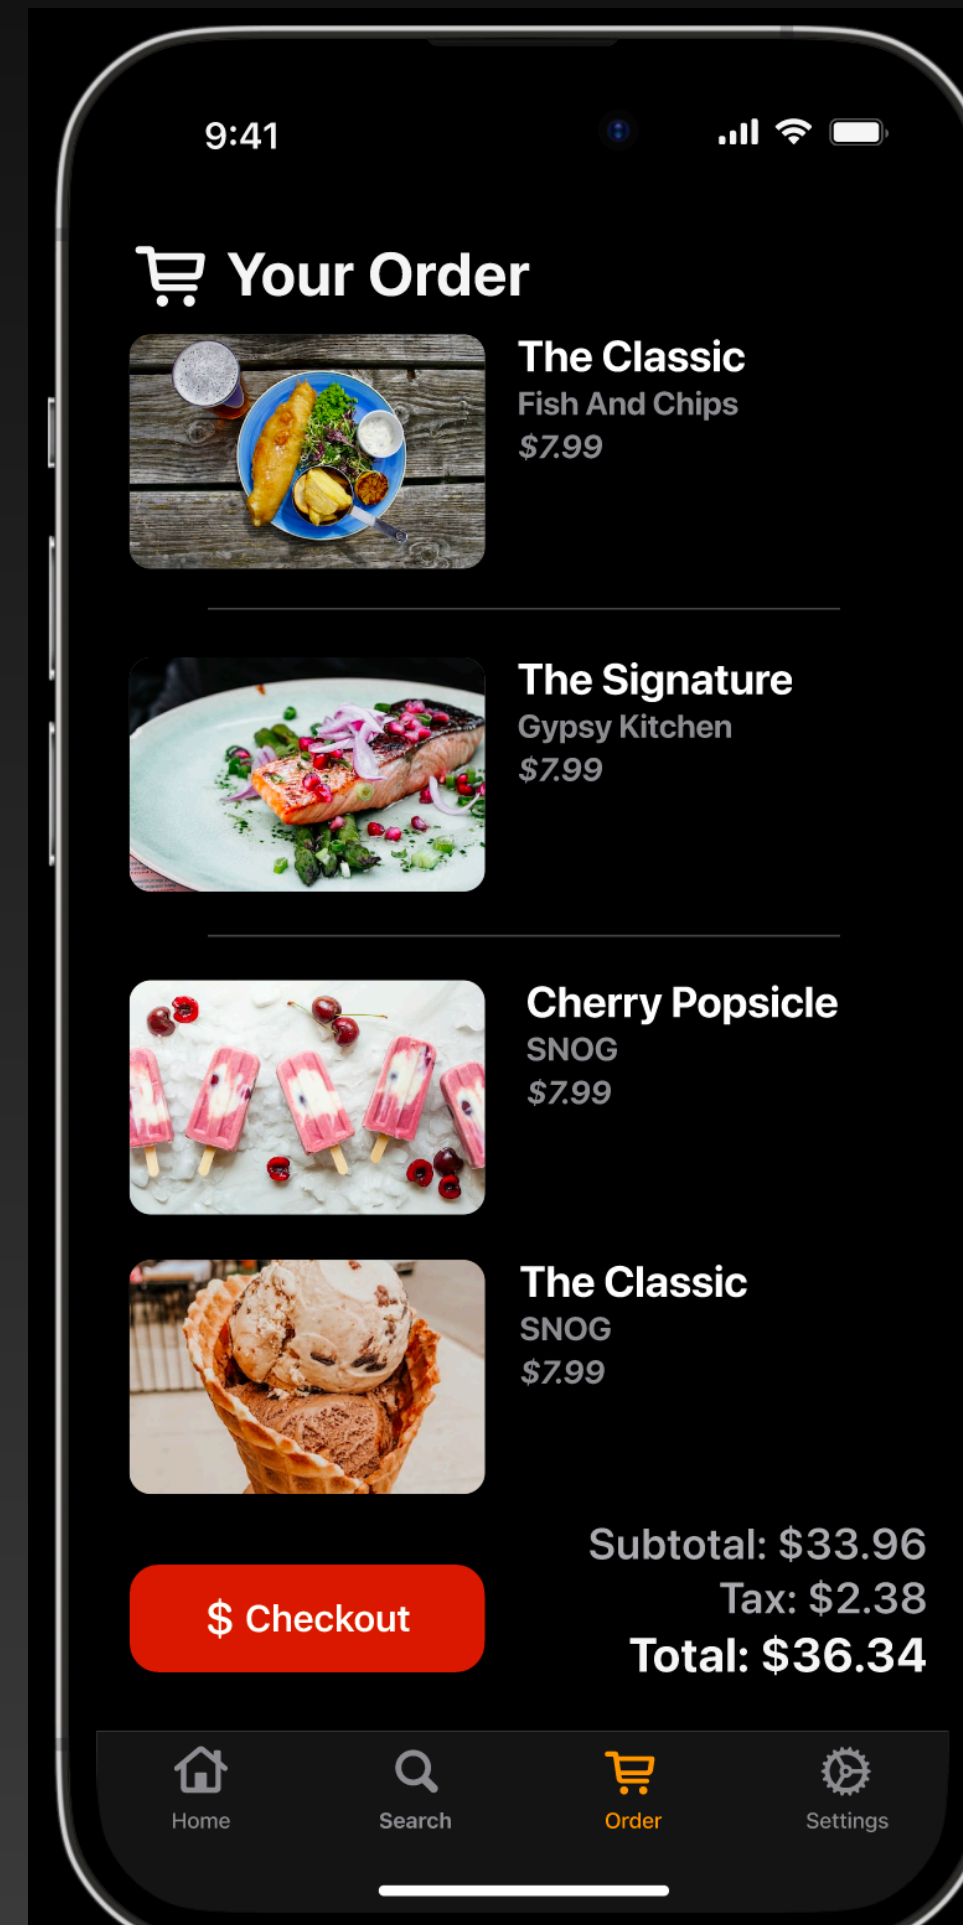 9:41
Your Order
The Classic
Fish And Chips
$7.99
The Signature
Gypsy Kitchen
$7.99
Cherry Popsicle
SNOG
$7.99
The Classic
SNOG
$7.99
Subtotal: $33.96
Tax: $2.38
Total: $36.34
$ Checkout
Home
Search
Order
Settings